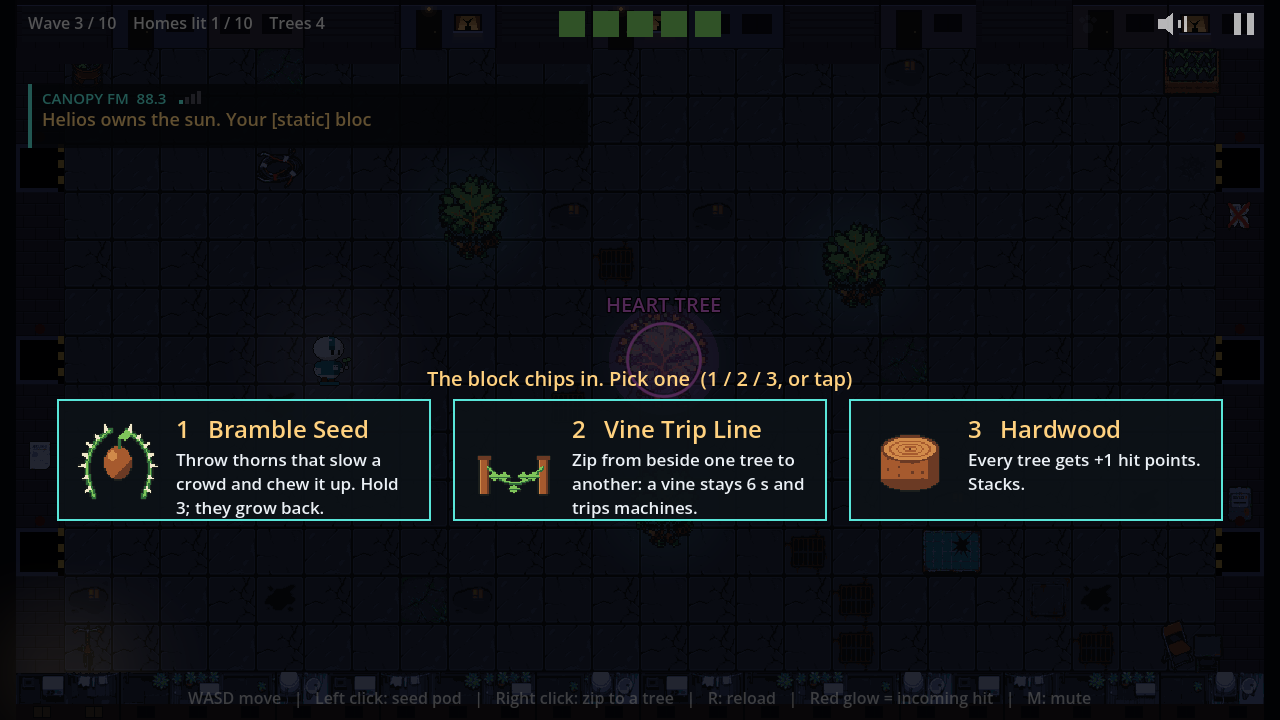 Wave 3 / 10 Homes lit 1 / 10 Trees 4
CANOPY FM 88.3
Helios owns the sun. Your [static] bloc
HEART TREE
The block chips in. Pick one (1 / 2 / 3, or tap)
1 Bramble Seed
Throw thorns that slow a
crowd and chew it up. Hold
3; they grow back.
2 Vine Trip Line
Zip from beside one tree to
another: a vine stays 6 s and
trips machines.
3 Hardwood
Every tree gets +1 hit points.
Stacks.
WASD move | Left click: seed pod | Right click: zip to a tree | R: reload | Red glow = incoming hit | M: mute